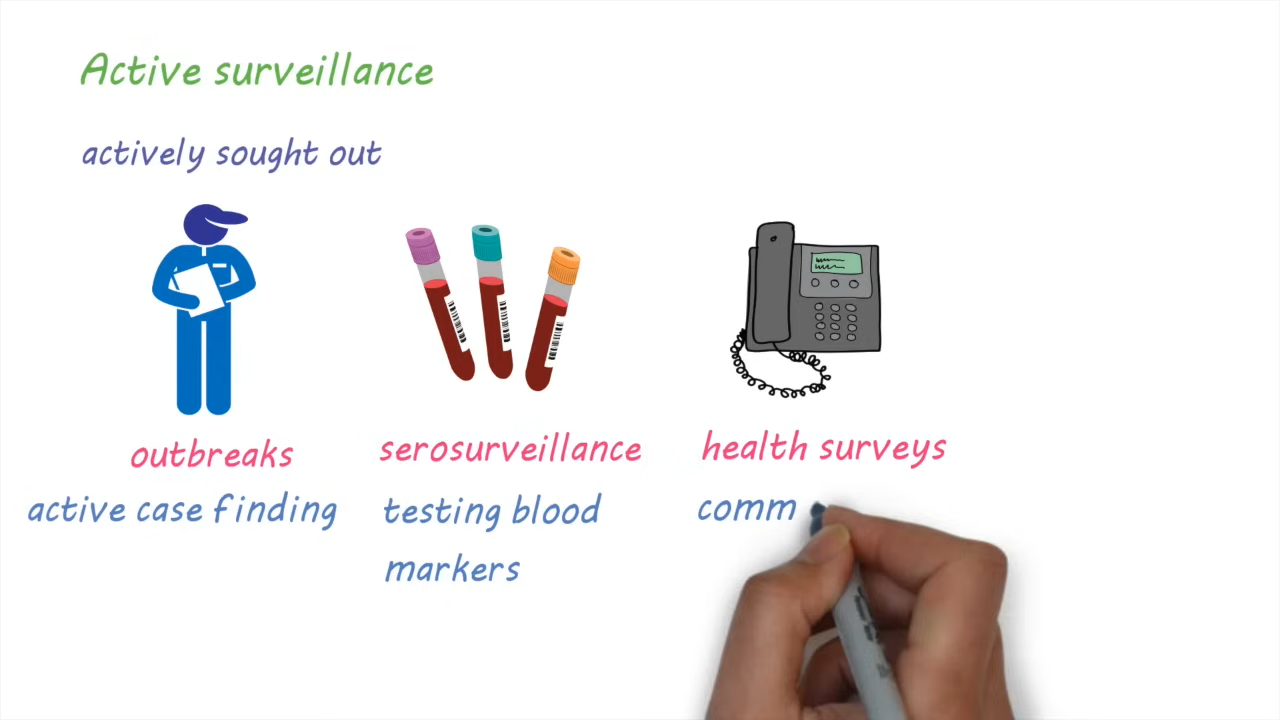 Active surveillance
actively sought out
outbreaks
active case finding
serosurveillance
testing blood
markers
health surveys
comm